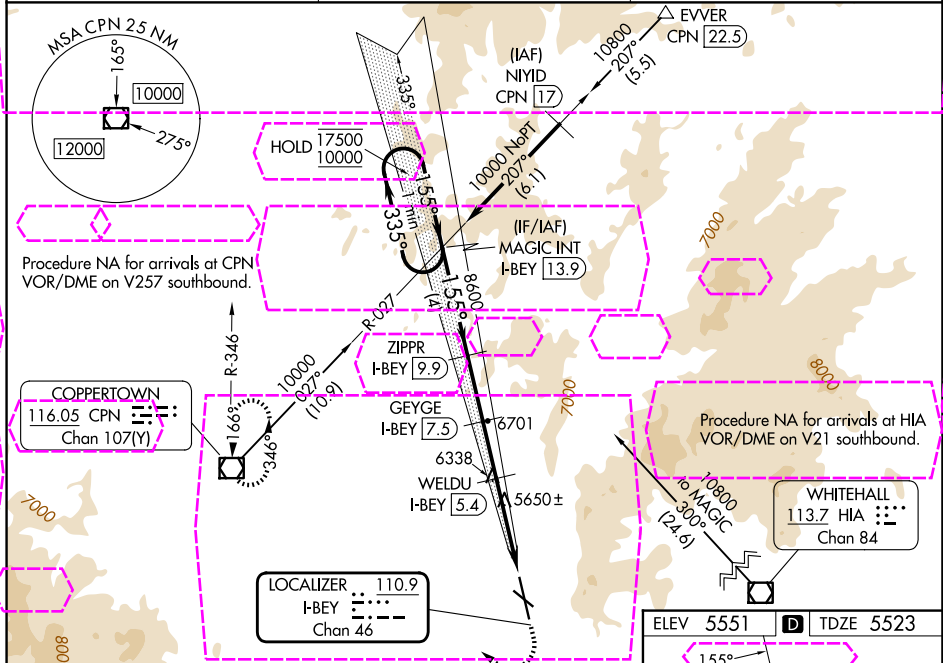 MSA CPN 25 NM
165°
10000
12000
275°
EVVER
CPN 22.5
10800
207°
(5.5)
(IAF)
NIYID
CPN 17
10000 NoPT
207°
(6.1)
335°
HOLD 17500
10000
155°
1 min
335°
(IF/IAF)
MAGIC INT
I-BEY 13.9
8600
155°
(4)
7000
Procedure NA for arrivals at CPN
VOR/DME on V257 southbound.
R-346
R-027
10000
027°
(10.9)
ZIPPR
I-BEY 9.9
COPPERTOWN
116.05 CPN
Chan 107(Y)
166°
346°
GEYGE
I-BEY 7.5
6701
7000
8000
6338
WELDU
I-BEY 5.4
5650±
Procedure NA for arrivals at HIA
VOR/DME on V21 southbound.
10800
to MAGIC
300°
(24.6)
WHITEHALL
113.7 HIA
Chan 84
7000
8000
LOCALIZER 110.9
I-BEY
Chan 46
ELEV 5551 D TDZE 5523
155°